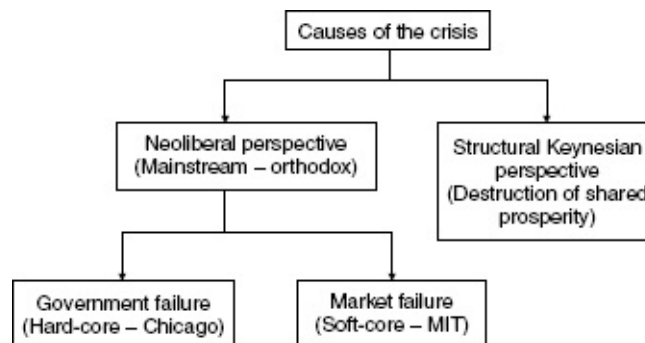 Causes of the crisis
Neoliberal perspective
(Mainstream – orthodox)
Structural Keynesian
perspective
(Destruction of shared
prosperity)
Government failure
(Hard-core – Chicago)
Market failure
(Soft-core – MIT)